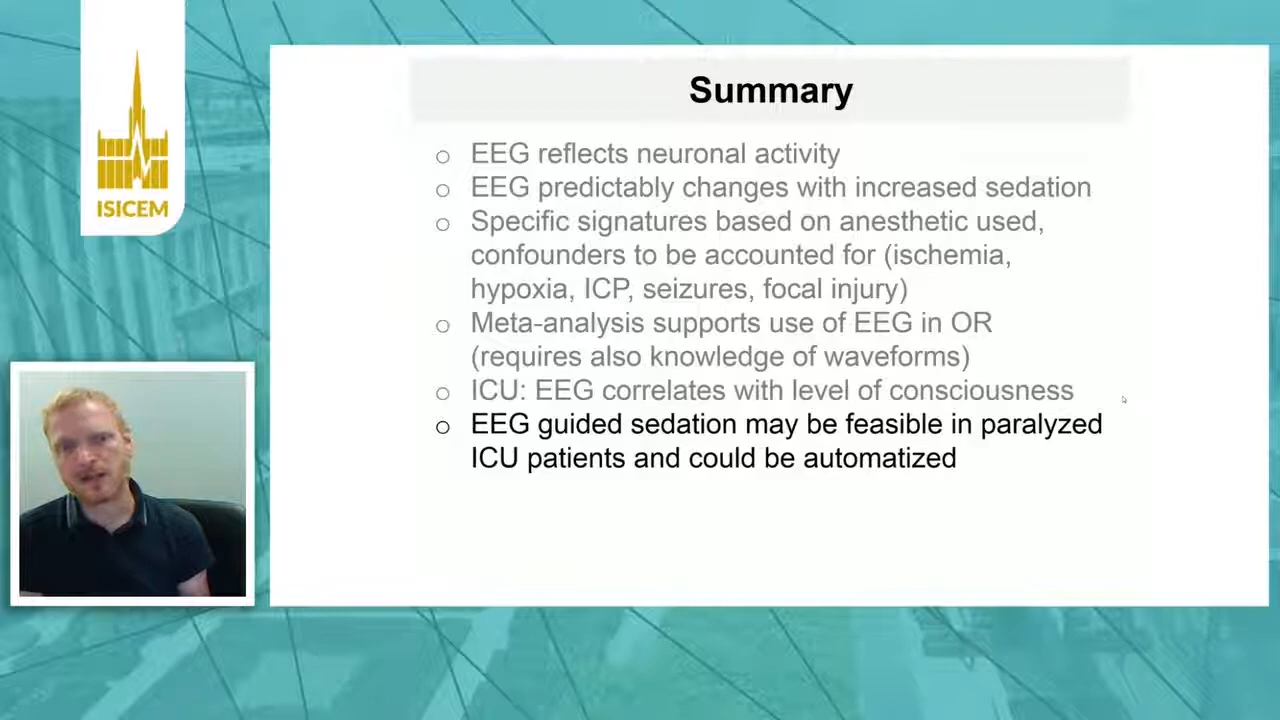 ISICEM
Summary
o EEG reflects neuronal activity
o EEG predictably changes with increased sedation
o Specific signatures based on anesthetic used,
confounders to be accounted for (ischemia,
hypoxia, ICP, seizures, focal injury)
o Meta-analysis supports use of EEG in OR
(requires also knowledge of waveforms)
o ICU: EEG correlates with level of consciousness
o EEG guided sedation may be feasible in paralyzed
ICU patients and could be automatized